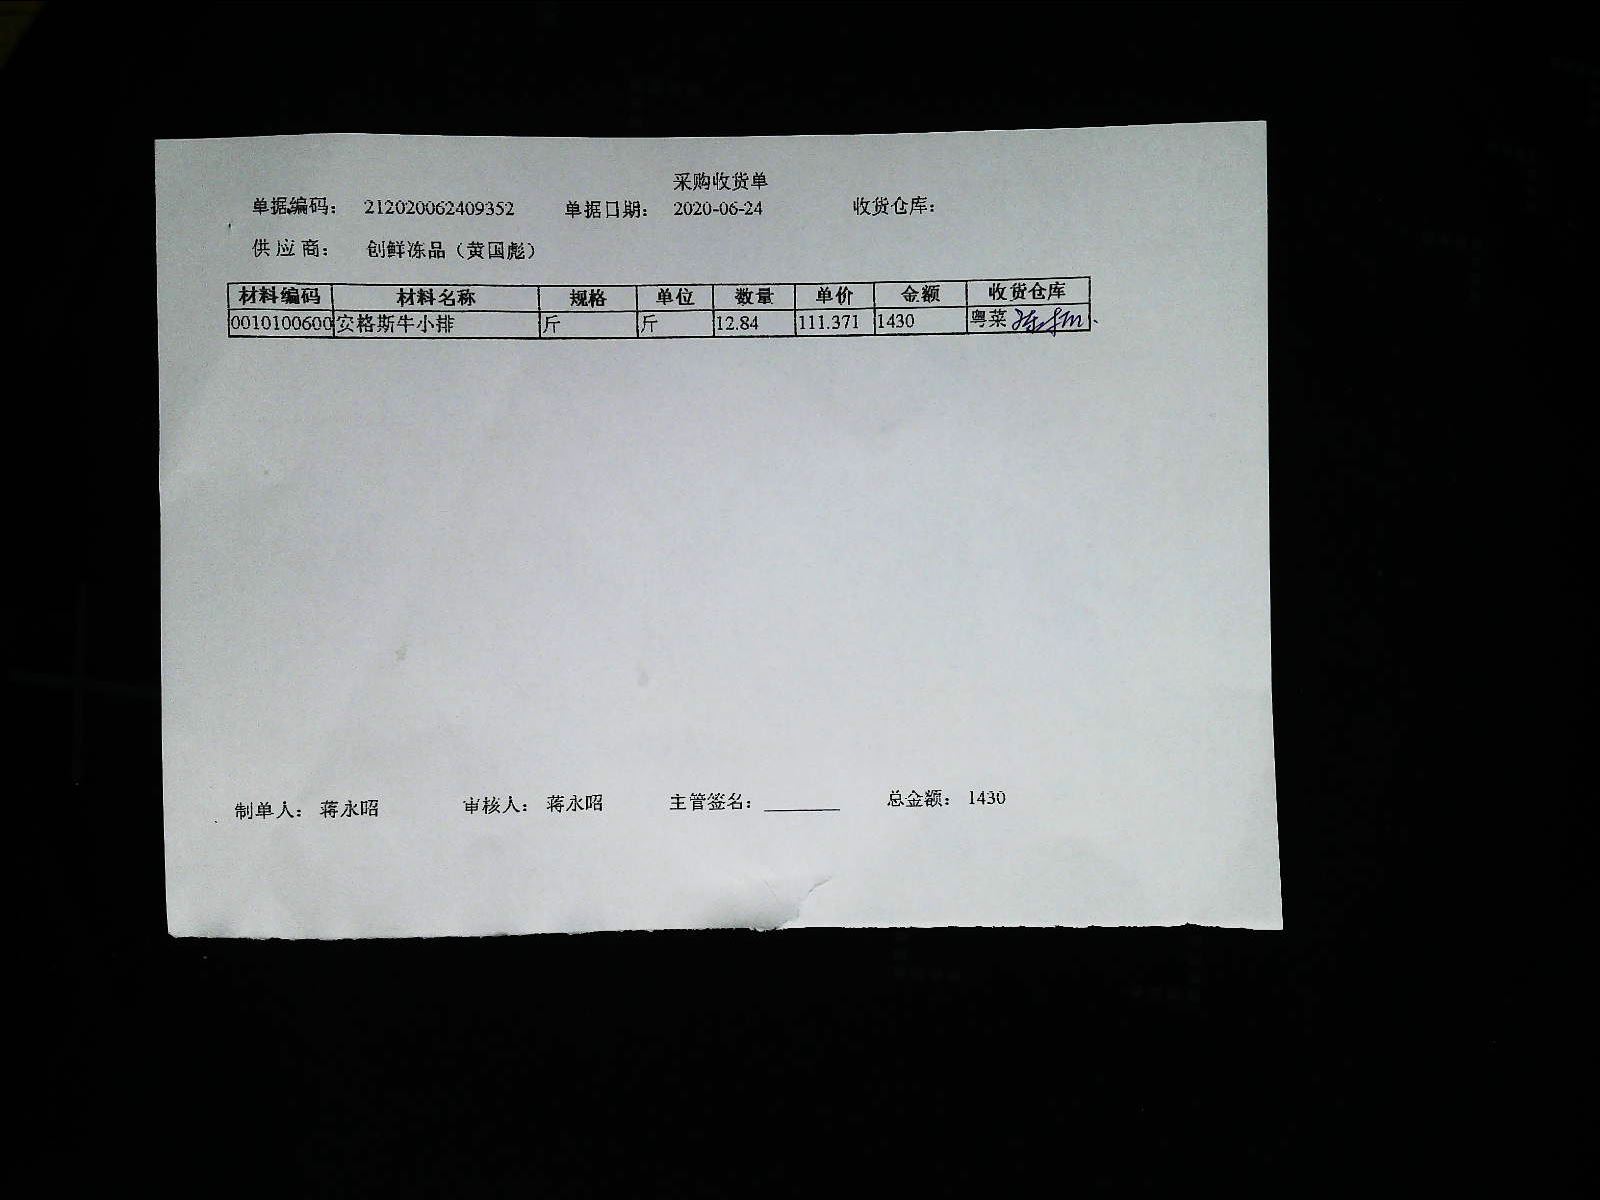 采购收货单
单据编码： 212020062409352 单据日期： 2020-06-24 收货仓库：
供应商： 创鲜冻品（黄国彪）
材料编码 材料名称 规格 单位 数量 单价 金额 收货仓库
0010100600 安格斯牛小排 斤 斤 12.84 111.371 1430 粤菜
制单人： 蒋永昭 审核人： 蒋永昭 主管签名： 总金额： 1430